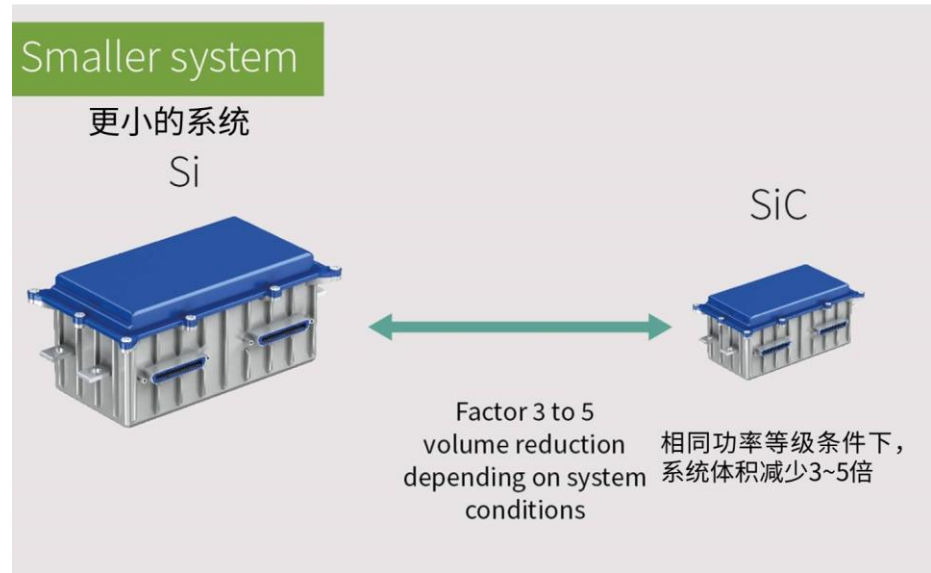 Smaller system
更小的系统
Si
SiC
Factor 3 to 5
volume reduction
depending on system
conditions
相同功率等级条件下，
系统体积减少3~5倍